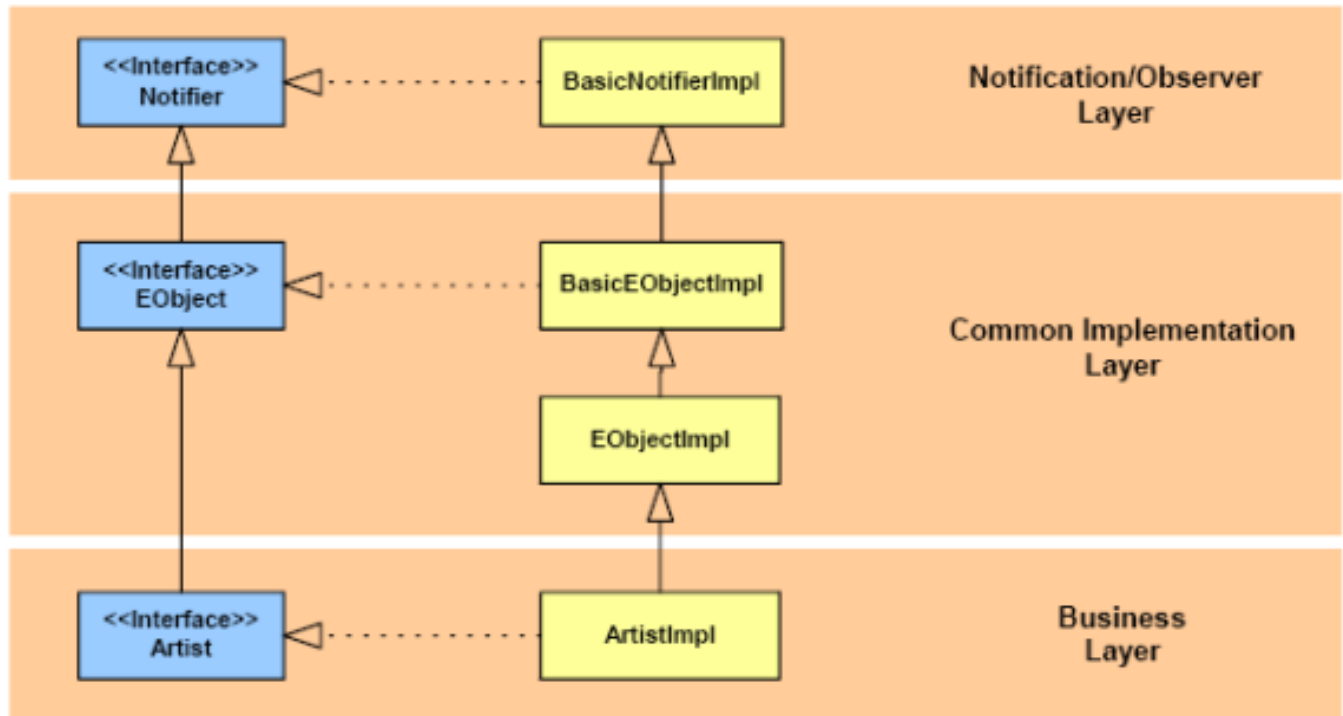 <<Interface>>
Notifier
BasicNotifierImpl
Notification/Observer
Layer
<<Interface>>
EObject
BasicEObjectImpl
Common Implementation
Layer
EObjectImpl
<<Interface>>
Artist
ArtistImpl
Business
Layer